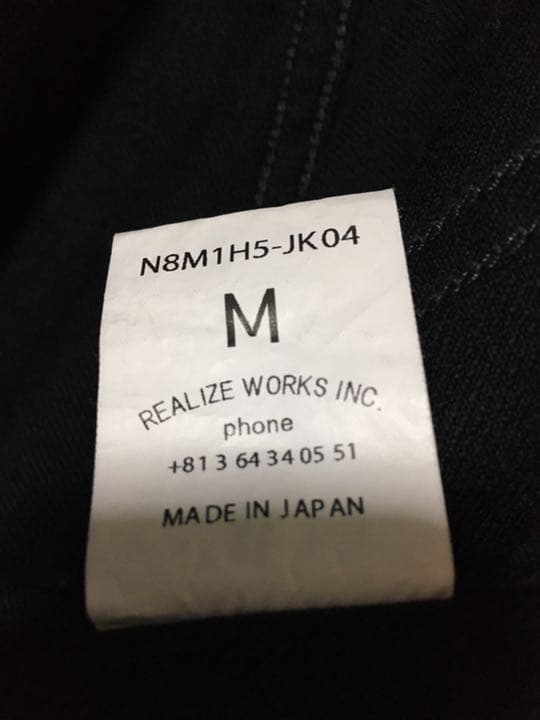 N8M1H5-JK04
M
REALIZE WORKS INC.
phone
+81 3 64 34 05 51
MADE IN JAPAN